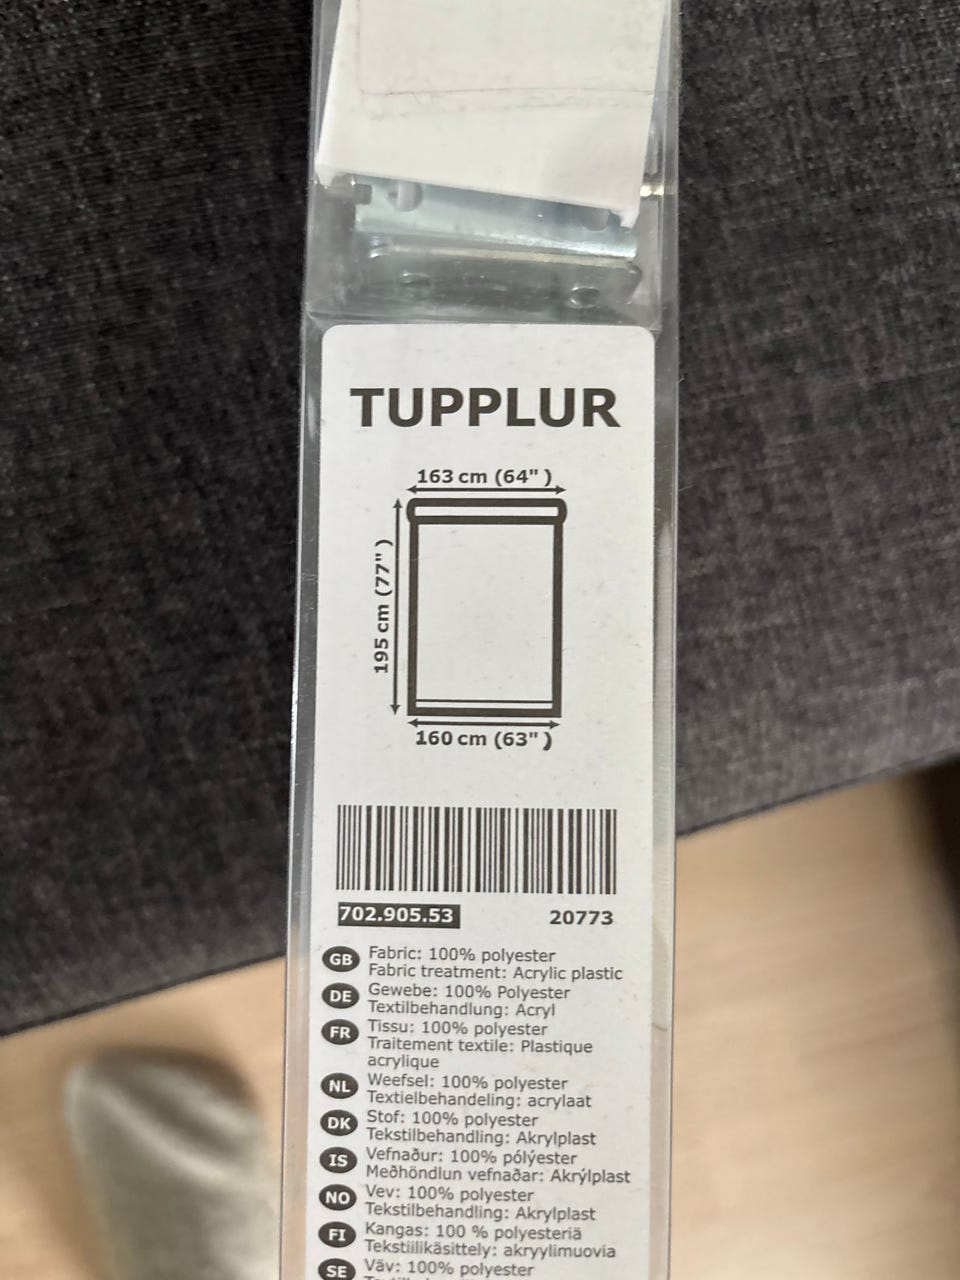 TUPPLUR
163 cm (64")
195 cm (77")
160 cm (63")
702.905.53 20773
GB Fabric: 100% polyester
Fabric treatment: Acrylic plastic
DE Gewebe: 100% Polyester
Textilbehandlung: Acryl
FR Tissu: 100% polyester
Traitement textile: Plastique
acrylique
NL Weefsel: 100% polyester
Textielbehandeling: acrylaat
DK Stof: 100% polyester
Tekstilbehandling: Akrylplast
IS Vefnaður: 100% pólýester
Meðhöndlun vefnaðar: Akrýlplast
NO Vev: 100% polyester
Tekstilbehandling: Akrylplast
FI Kangas: 100 % polyesteriä
Tekstiilikäsittely: akryylimuovia
SE Väv: 100% polyester